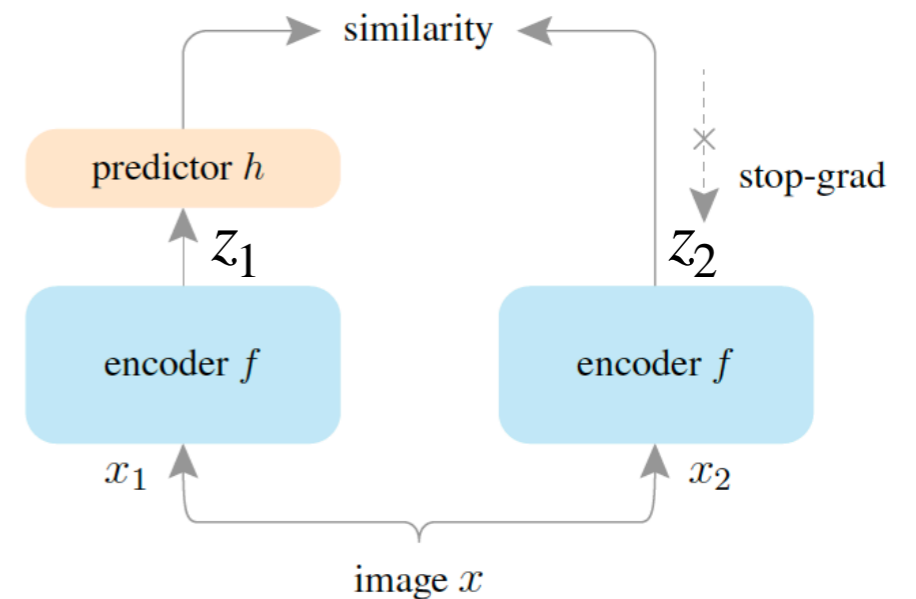 similarity
predictor h
stop-grad
z₁
z₂
encoder f
encoder f
x₁
x₂
image x